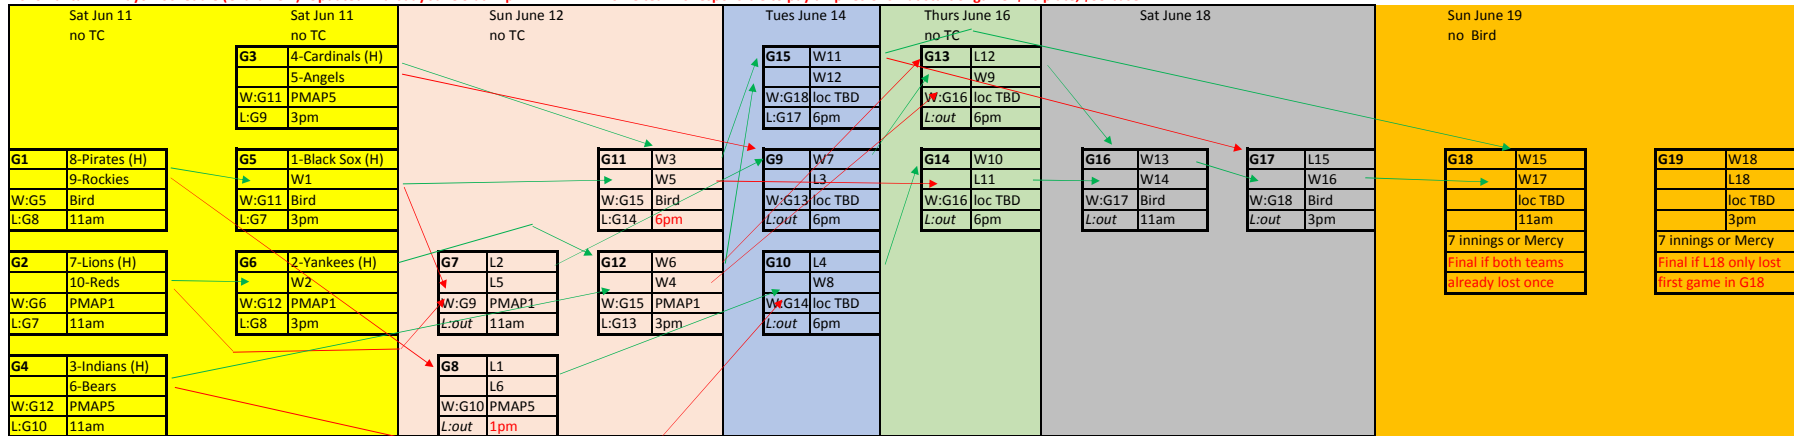 Sat Jun 11
no TC
Sat Jun 11
no TC
Sun June 12
no TC
Tues June 14
Thurs June 16
no TC
Sat June 18
Sun June 19
no Bird
G3 4-Cardinals (H)
5-Angels
W:G11 PMAP5
L:G9 3pm
G15 W11
W12
W:G18 loc TBD
L:G17 6pm
G13 L12
W9
W:G16 loc TBD
L:out 6pm
G1 8-Pirates (H)
9-Rockies
W:G5 Bird
L:G8 11am
G5 1-Black Sox (H)
W1
W:G11 Bird
L:G7 3pm
G11 W3
W5
W:G15 Bird
L:G14 6pm
G9 W7
L3
W:G13 loc TBD
L:out 6pm
G14 W10
L11
W:G16 loc TBD
L:out 6pm
G16 W13
W14
W:G17 Bird
L:out 11am
G17 L15
W16
W:G18 Bird
L:out 3pm
G18 W15
W17
loc TBD
11am
7 innings or Mercy
Final if both teams
already lost once
G19 W18
L18
loc TBD
3pm
7 innings or Mercy
Final if L18 only lost
first game in G18
G2 7-Lions (H)
10-Reds
W:G6 PMAP1
L:G7 11am
G6 2-Yankees (H)
W2
W:G12 PMAP1
L:G8 3pm
G7 L2
L5
W:G9 PMAP1
L:out 11am
G12 W6
W4
W:G15 PMAP1
L:G13 3pm
G10 L4
W8
W:G14 loc TBD
L:out 6pm
G4 3-Indians (H)
6-Bears
W:G12 PMAP5
L:G10 11am
G8 L1
L6
W:G10 PMAP5
L:out 1pm